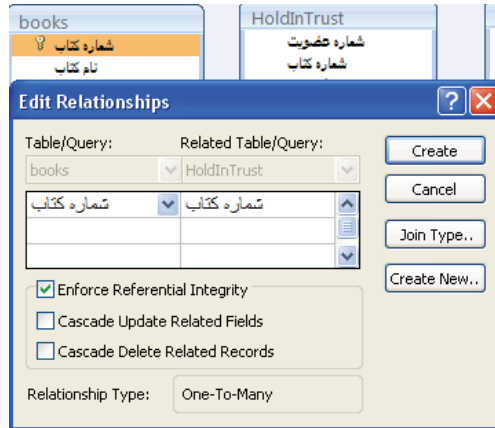 books
شماره کتاب
نام کتاب
HoldInTrust
شماره عضویت
شماره کتاب
Edit Relationships
Table/Query:
Related Table/Query:
books
HoldInTrust
شماره کتاب
شماره کتاب
Create
Cancel
Join Type..
Create New..
Enforce Referential Integrity
Cascade Update Related Fields
Cascade Delete Related Records
Relationship Type:
One-To-Many